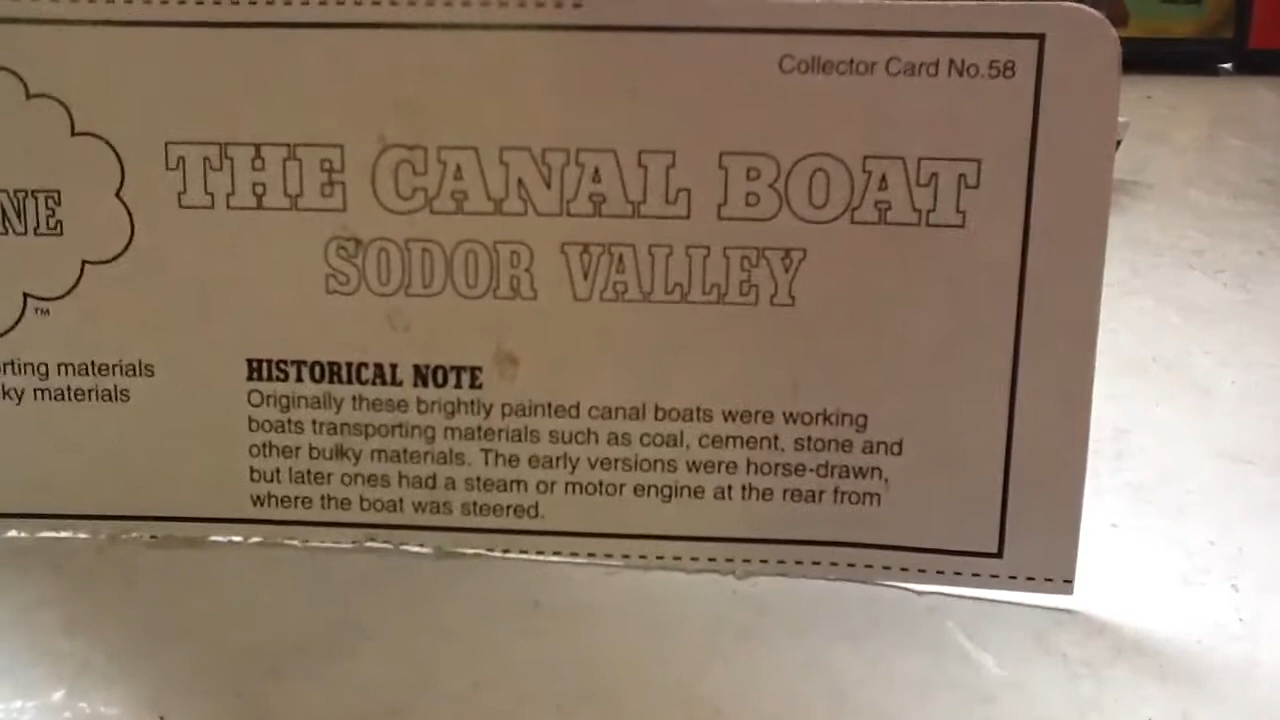 Collector Card No.58
NE
THE CANAL BOAT
SODOR VALLEY
TM
rting materials
ky materials
HISTORICAL NOTE
Originally these brightly painted canal boats were working
boats transporting materials such as coal, cement, stone and
other bulky materials. The early versions were horse-drawn,
but later ones had a steam or motor engine at the rear from
where the boat was steered.